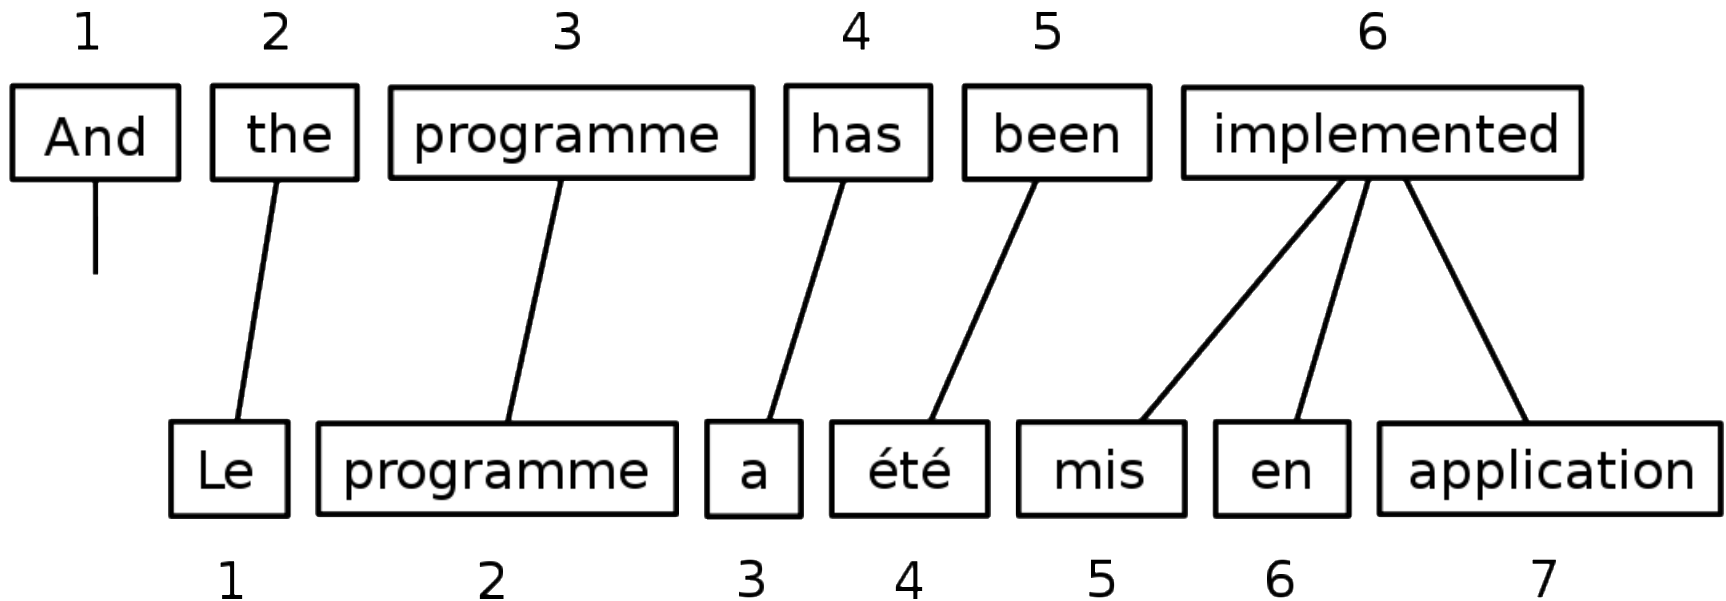 1 2 3 4 5 6
And the programme has been implemented
Le programme a été mis en application
1 2 3 4 5 6 7